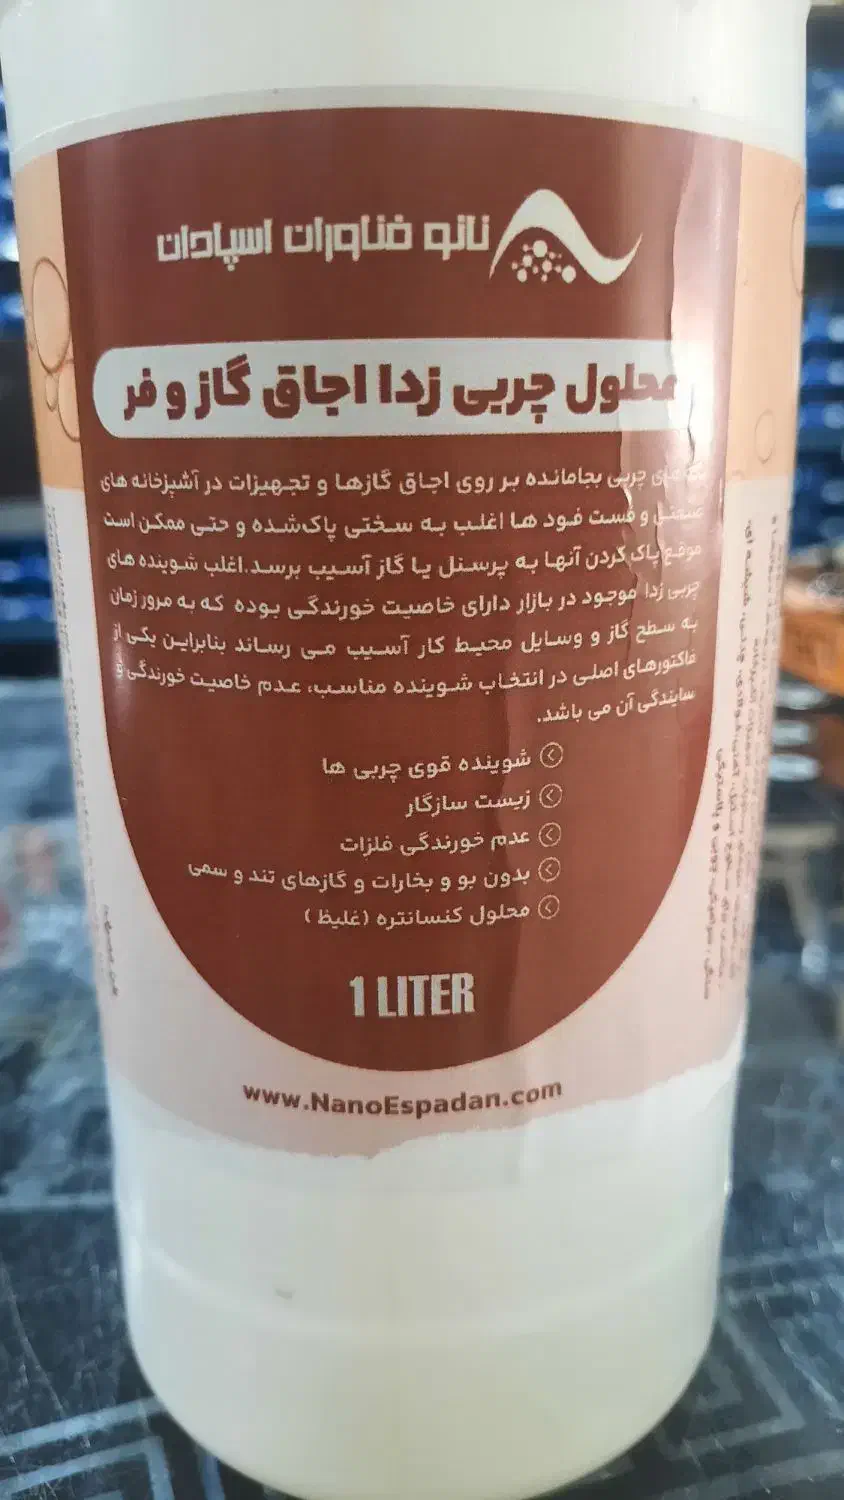 نانو فناوران اسپادان
محلول چربی زدا اجاق گاز و فر
های چربی بجامانده بر روی اجاق گازها و تجهیزات در آشپزخانه های
صنعتی و فست فود ها اغلب به سختی پاک‌شده و حتی ممکن است
موقع پاک کردن آنها به پرسنل یا گاز آسیب برسد.اغلب شوینده های
چربی زدا موجود در بازار دارای خاصیت خورندگی بوده که به مرور زمان
به سطح گاز و وسایل محیط کار آسیب می رساند بنابراین یکی از
فاکتورهای اصلی در انتخاب شوینده مناسب، عدم خاصیت خورندگی و
سایندگی آن می باشد.
شوینده قوی چربی ها
زیست سازگار
عدم خورندگی فلزات
بدون بو و بخارات و گازهای تند و سمی
محلول کنسانتره (غلیظ )
1 LITER
www.NanoEspadan.com